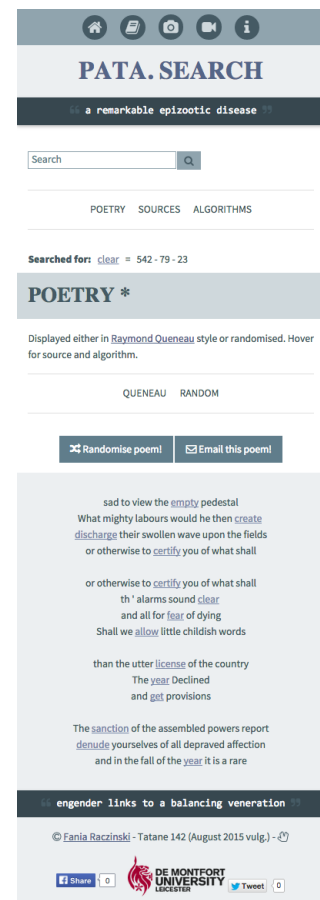 PATA. SEARCH
“ a remarkable epizootic disease ”
Search
POETRY SOURCES ALGORITHMS
Searched for: clear = 542 - 79 - 23
POETRY *
Displayed either in Raymond Queneau style or randomised. Hover
for source and algorithm.
QUENEAU RANDOM
Randomise poem! Email this poem!
sad to view the empty pedestal
What mighty labours would he then create
discharge their swollen wave upon the fields
or otherwise to certify you of what shall
or otherwise to certify you of what shall
th ' alarms sound clear
and all for fear of dying
Shall we allow little childish words
than the utter license of the country
The year Declined
and get provisions
The sanction of the assembled powers report
denude yourselves of all depraved affection
and in the fall of the year it is a rare
“ engender links to a balancing veneration ”
© Fania Raczinski - Tatane 142 (August 2015 vulg.) -
f Share 0
DE MONTFORT
UNIVERSITY
LEICESTER
Tweet 0